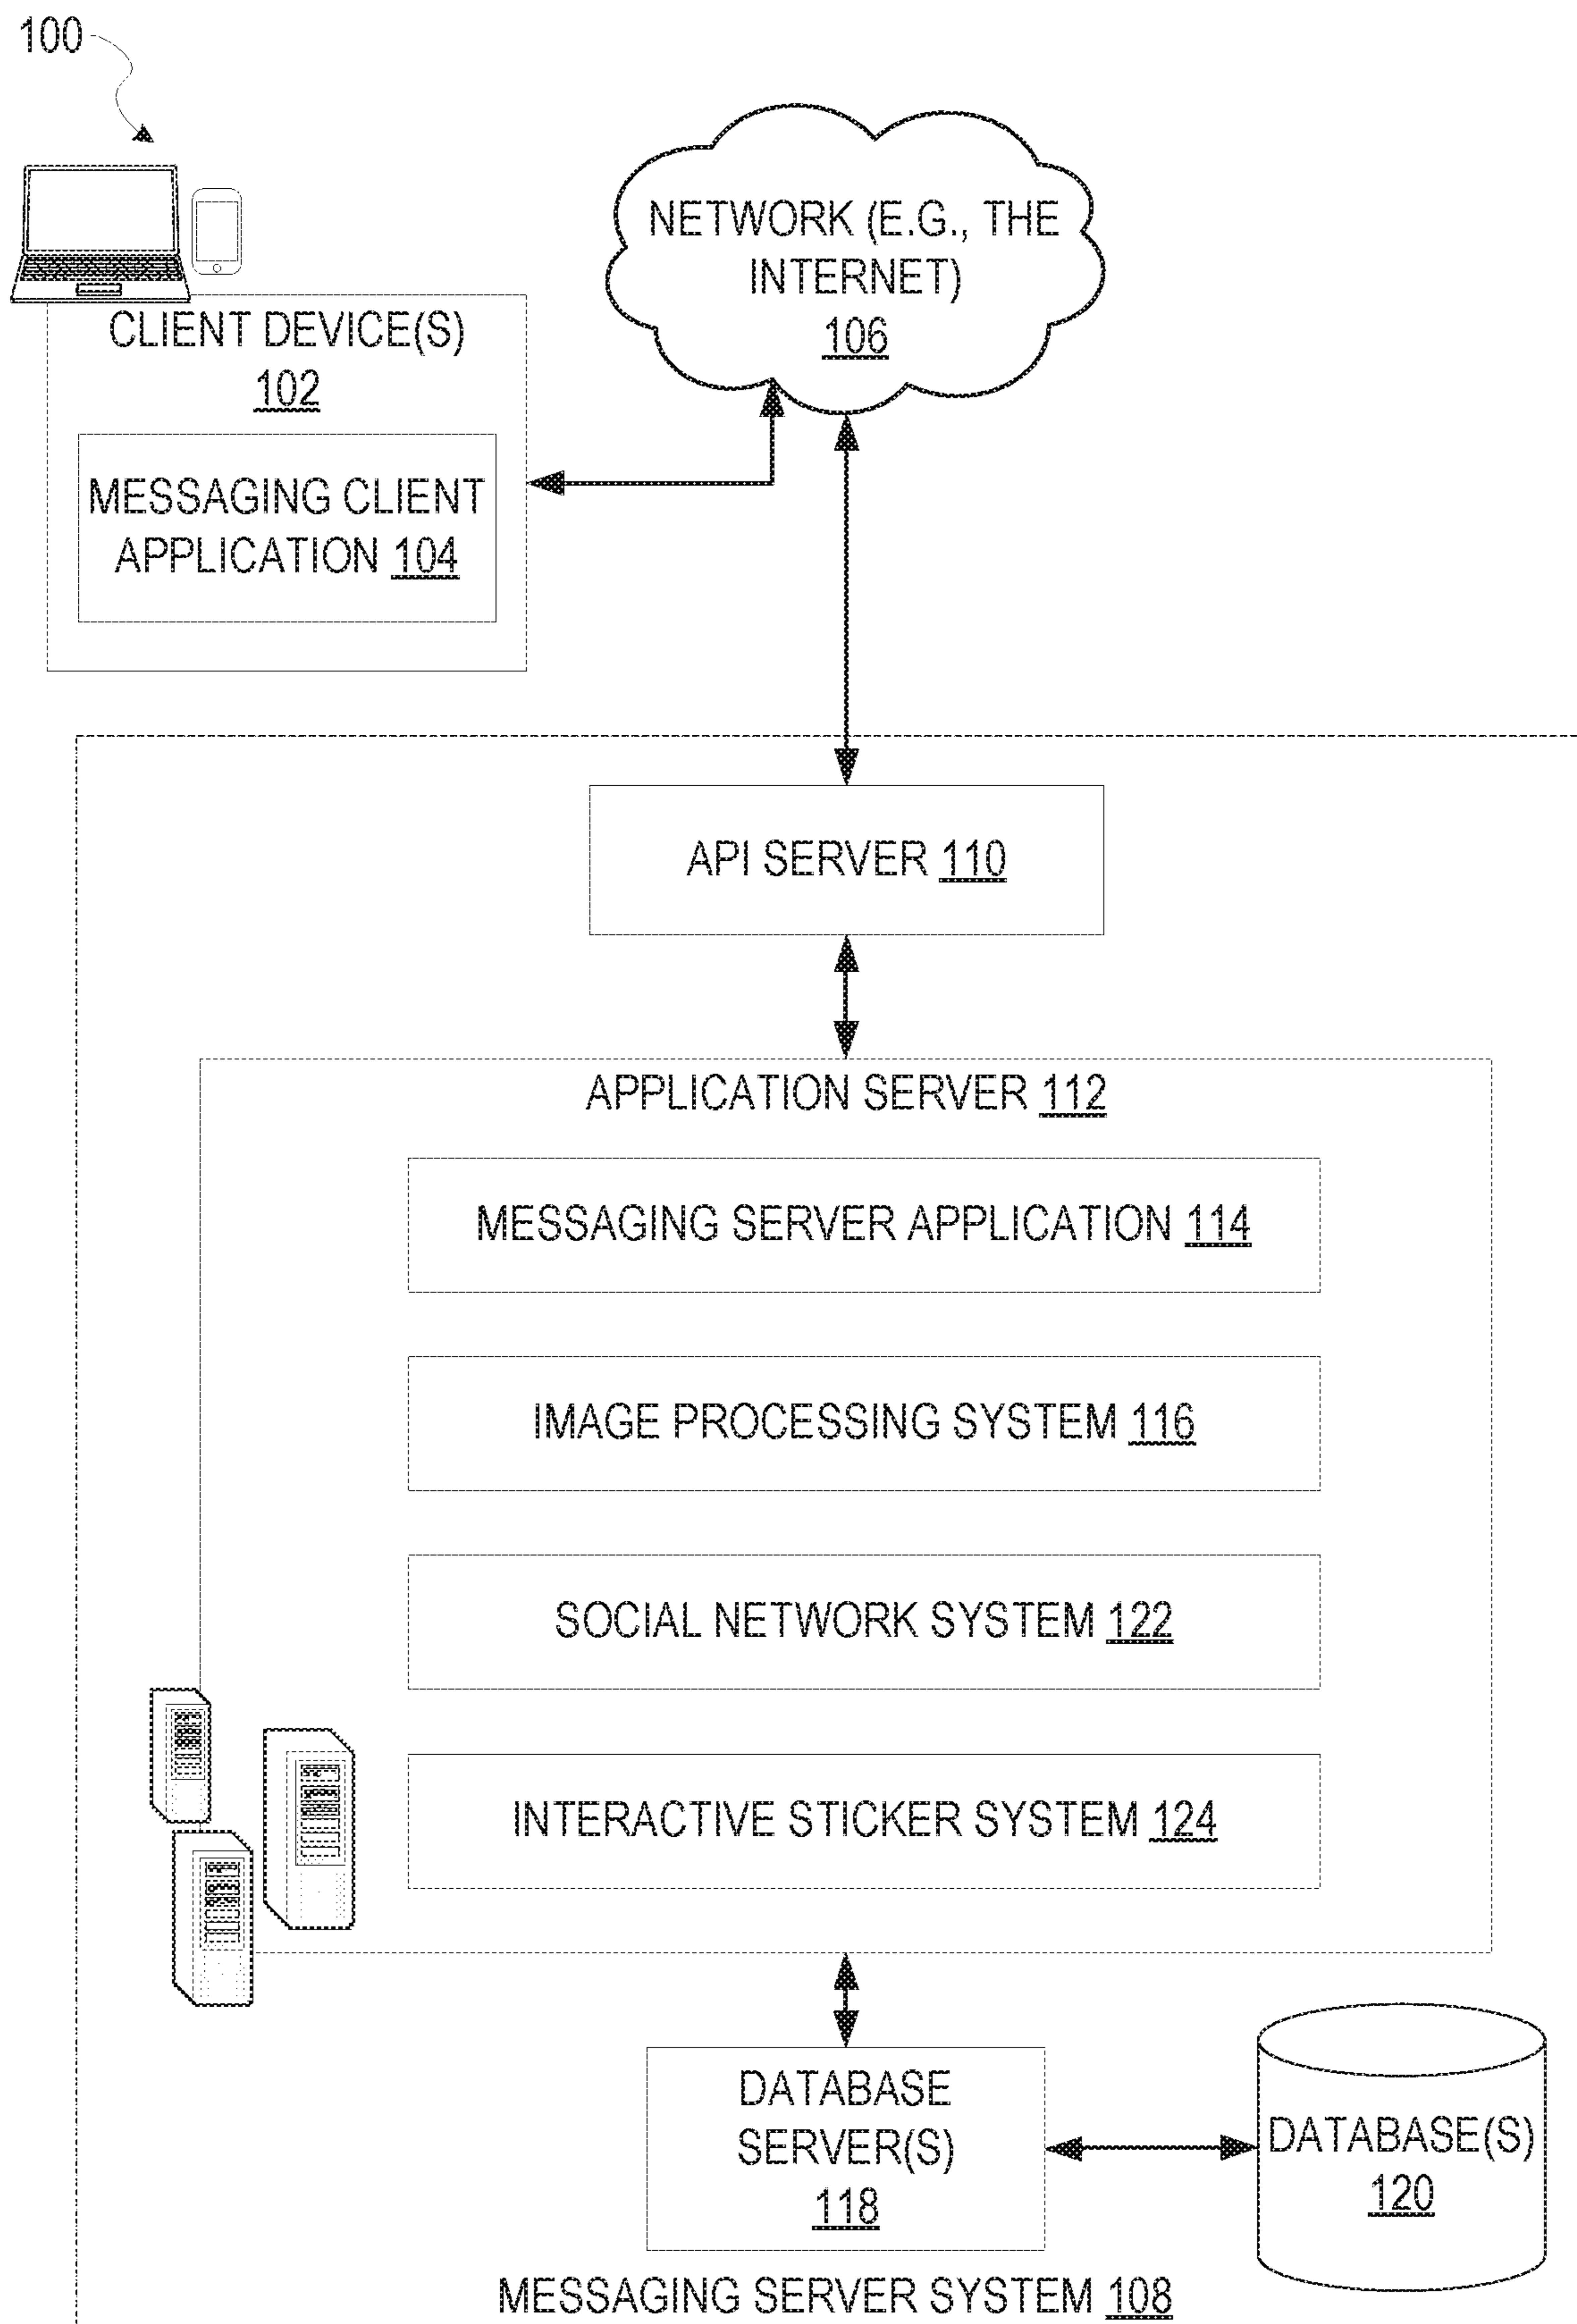 100
NETWORK (E.G., THE
INTERNET)
106
CLIENT DEVICE(S)
102
MESSAGING CLIENT
APPLICATION 104
API SERVER 110
APPLICATION SERVER 112
MESSAGING SERVER APPLICATION 114
IMAGE PROCESSING SYSTEM 116
SOCIAL NETWORK SYSTEM 122
INTERACTIVE STICKER SYSTEM 124
DATABASE
SERVER(S)
118
DATABASE(S)
120
MESSAGING SERVER SYSTEM 108